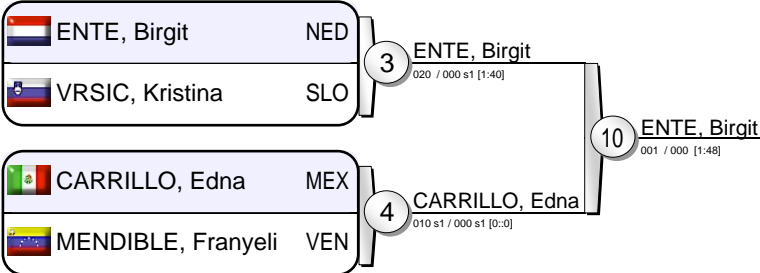 ENTE, Birgit NED
VRSIC, Kristina SLO
3
ENTE, Birgit
020 / 000 s1 [1:40]
10
ENTE, Birgit
001 / 000 [1:48]
CARRILLO, Edna MEX
MENDIBLE, Franyeli VEN
4
CARRILLO, Edna
010 s1 / 000 s1 [0::0]